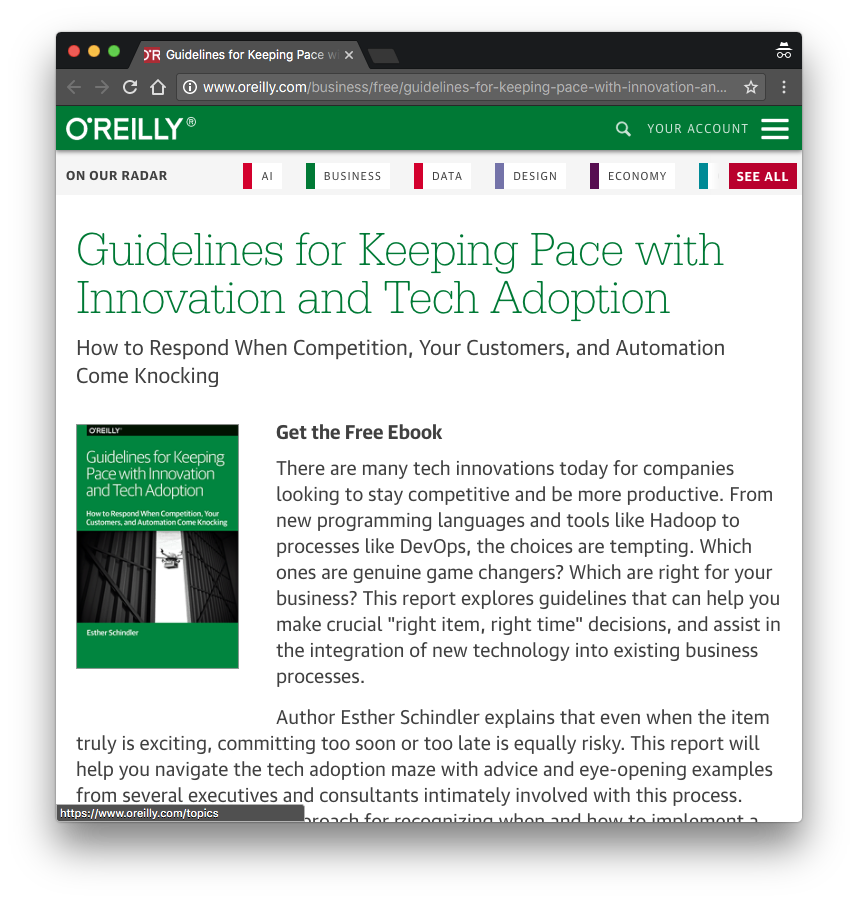 O'R Guidelines for Keeping Pace w
www.oreilly.com/business/free/guidelines-for-keeping-pace-with-innovation-an...
O'REILLY®
YOUR ACCOUNT
ON OUR RADAR
AI
BUSINESS
DATA
DESIGN
ECONOMY
SEE ALL
Guidelines for Keeping Pace with
Innovation and Tech Adoption
How to Respond When Competition, Your Customers, and Automation
Come Knocking
O'REILLY®
Guidelines for Keeping
Pace with Innovation
and Tech Adoption
How to Respond When Competition, Your
Customers, and Automation Come Knocking
Esther Schindler
Get the Free Ebook
There are many tech innovations today for companies
looking to stay competitive and be more productive. From
new programming languages and tools like Hadoop to
processes like DevOps, the choices are tempting. Which
ones are genuine game changers? Which are right for your
business? This report explores guidelines that can help you
make crucial "right item, right time" decisions, and assist in
the integration of new technology into existing business
processes.
Author Esther Schindler explains that even when the item
truly is exciting, committing too soon or too late is equally risky. This report will
help you navigate the tech adoption maze with advice and eye-opening examples
from several executives and consultants intimately involved with this process.
for recognizing when and how to implement a
https://www.oreilly.com/topics